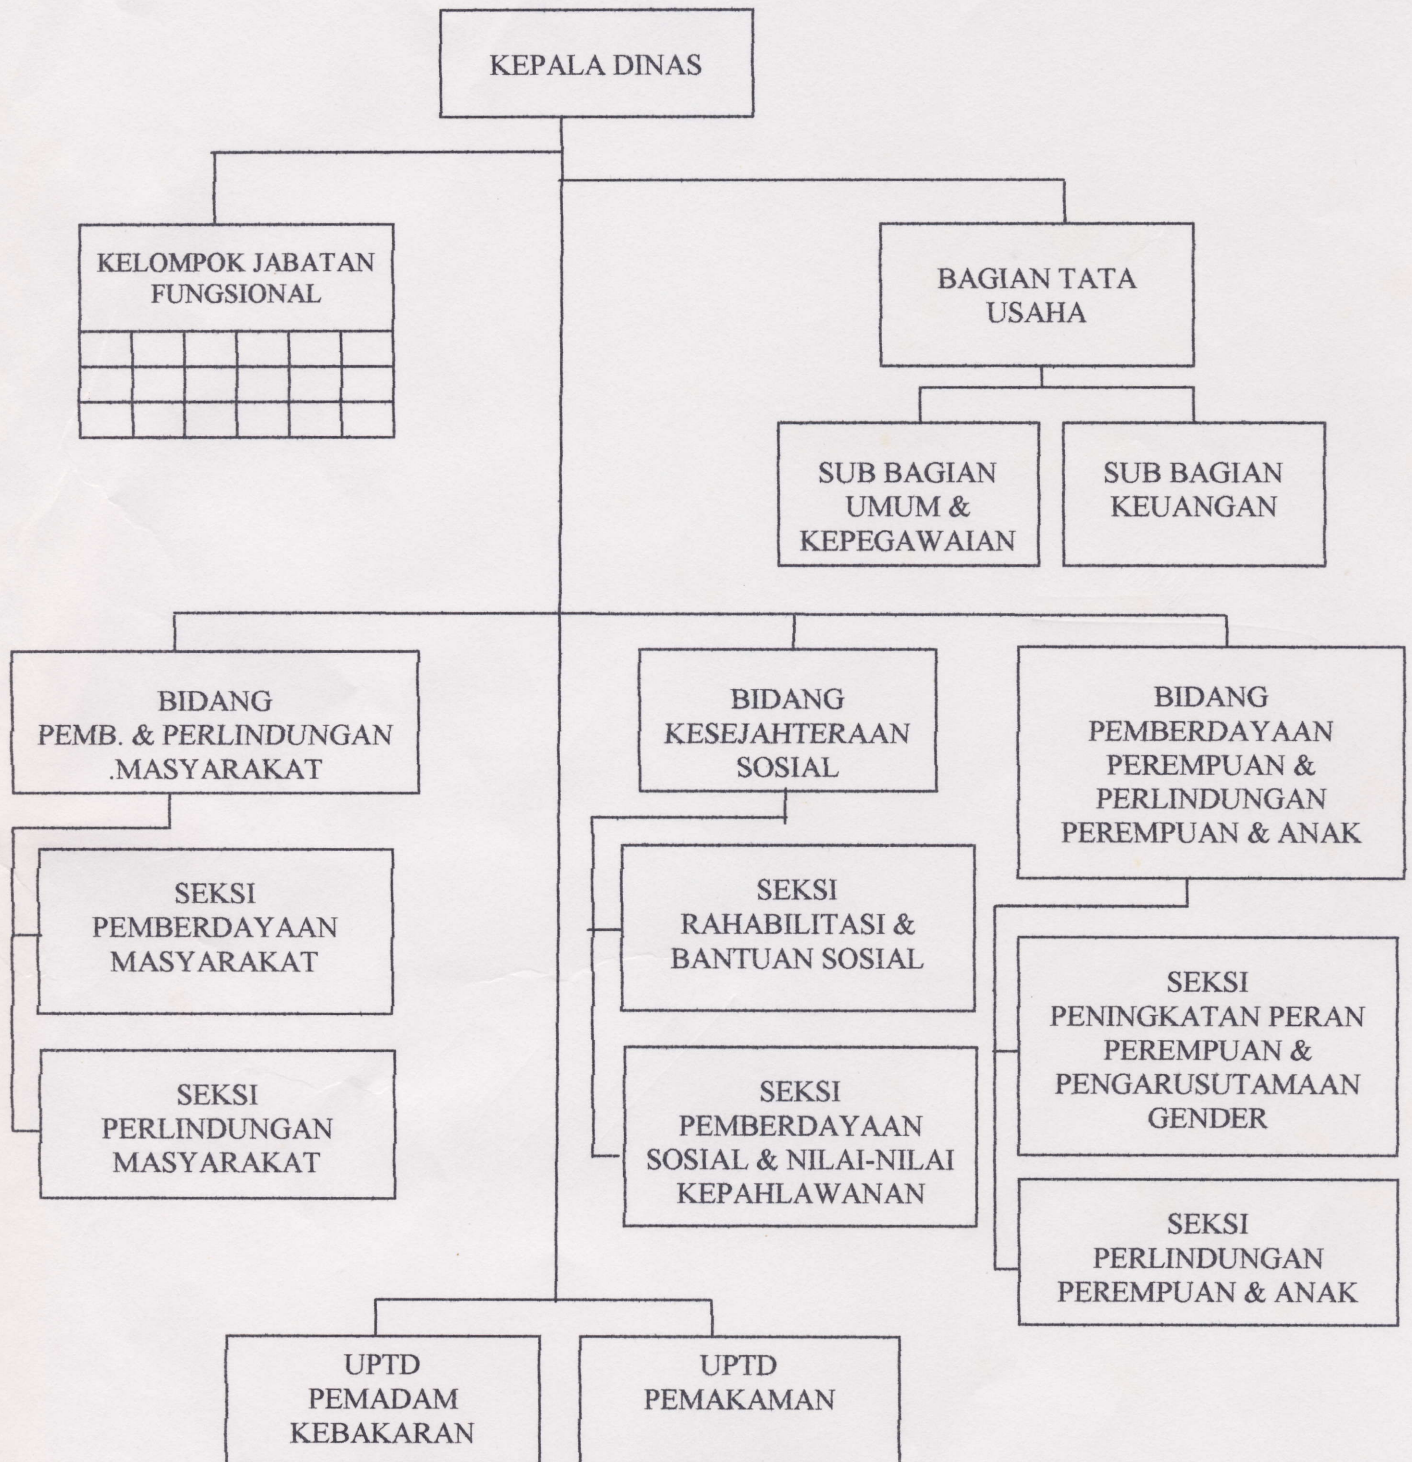 KEPALA DINAS
KELOMPOK JABATAN
FUNGSIONAL
BAGIAN TATA
USAHA
SUB BAGIAN
UMUM &
KEPEGAWAIAN
SUB BAGIAN
KEUANGAN
BIDANG
PEMB. & PERLINDUNGAN
.MASYARAKAT
BIDANG
KESEJAHTERAAN
SOSIAL
BIDANG
PEMBERDAYAAN
PEREMPUAN &
PERLINDUNGAN
PEREMPUAN & ANAK
SEKSI
PEMBERDAYAAN
MASYARAKAT
SEKSI
RAHABILITASI &
BANTUAN SOSIAL
SEKSI
PENINGKATAN PERAN
PEREMPUAN &
PENGARUSUTAMAAN
GENDER
SEKSI
PERLINDUNGAN
MASYARAKAT
SEKSI
PEMBERDAYAAN
SOSIAL & NILAI-NILAI
KEPAHLAWANAN
SEKSI
PERLINDUNGAN
PEREMPUAN & ANAK
UPTD
PEMADAM
KEBAKARAN
UPTD
PEMAKAMAN